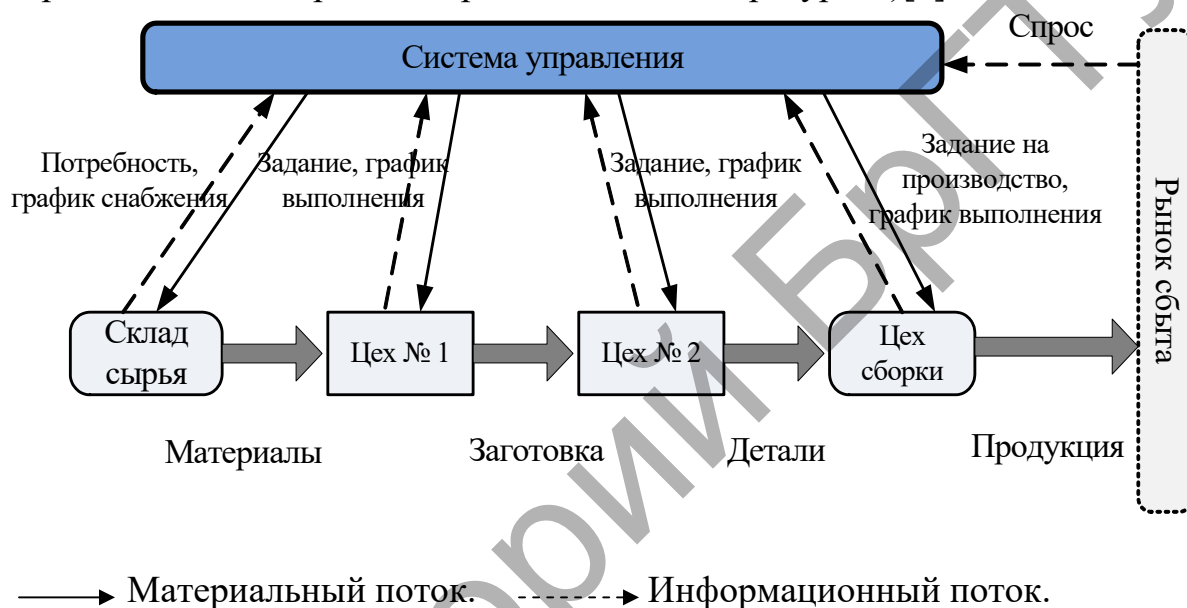 Спрос
Система управления
Потребность,
график снабжения
Задание, график
выполнения
Задание, график
выполнения
Задание на
производство,
график выполнения
Рынок сбыта
Склад
сырья
Цех № 1
Цех № 2
Цех
сборки
Материалы
Заготовка
Детали
Продукция
Материальный поток.
Информационный поток.